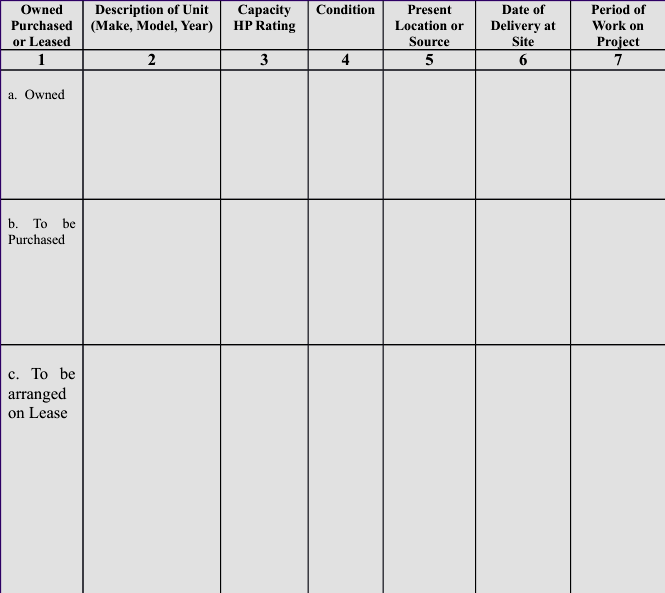 Owned Purchased or Leased
Description of Unit (Make, Model, Year)
Capacity HP Rating
Condition
Present Location or Source
Date of Delivery at Site
Period of Work on Project
1 2 3 4 5 6 7
a. Owned
b. To be
Purchased
c. To be
arranged
on Lease